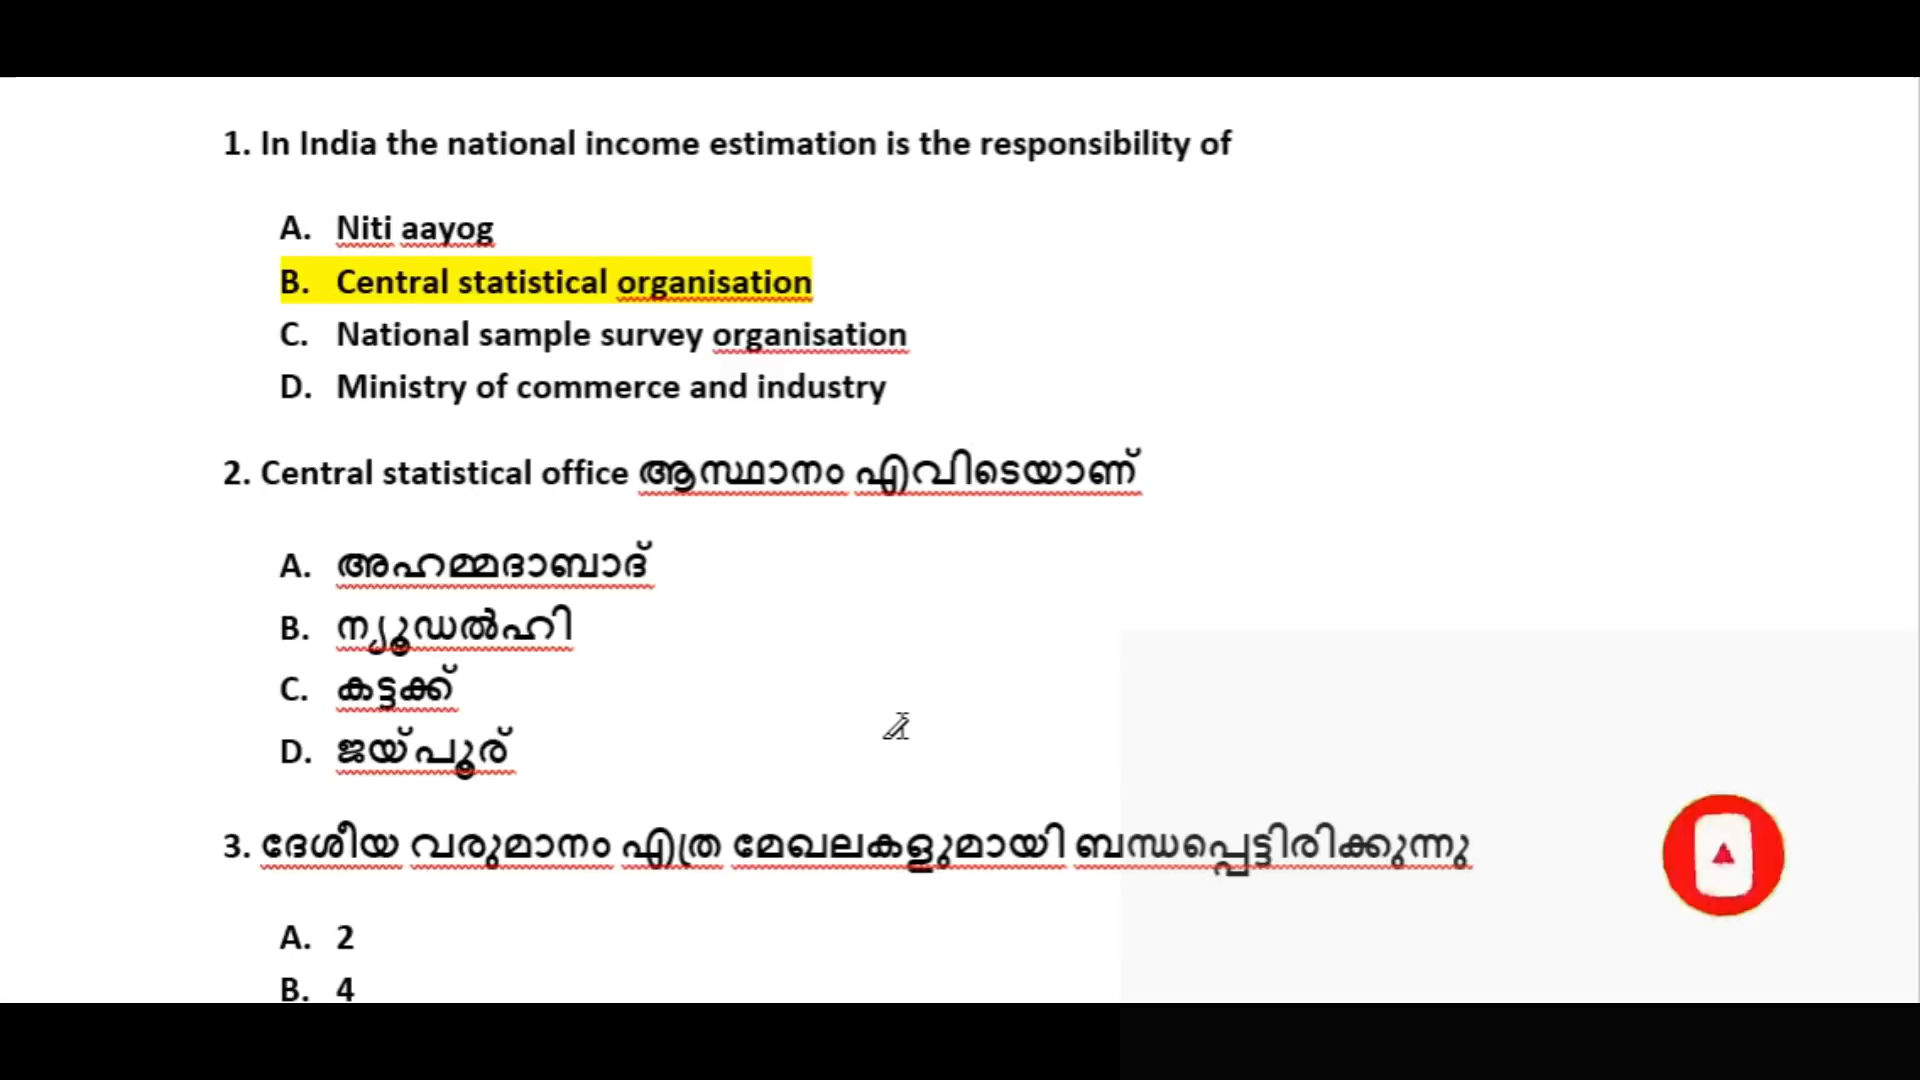 1. In India the national income estimation is the responsibility of
A. Niti aayog
B. Central statistical organisation
C. National sample survey organisation
D. Ministry of commerce and industry
2. Central statistical office ആസ്ഥാനം എവിടെയാണ്
A. അഹമ്മദാബാദ്
B. ന്യൂഡൽഹി
C. കട്ടക്ക്
D. ജയ്പൂര്
3. ദേശീയ വരുമാനം എത്ര മേഖലകളുമായി ബന്ധപ്പെട്ടിരിക്കുന്നു
A. 2
B. 4